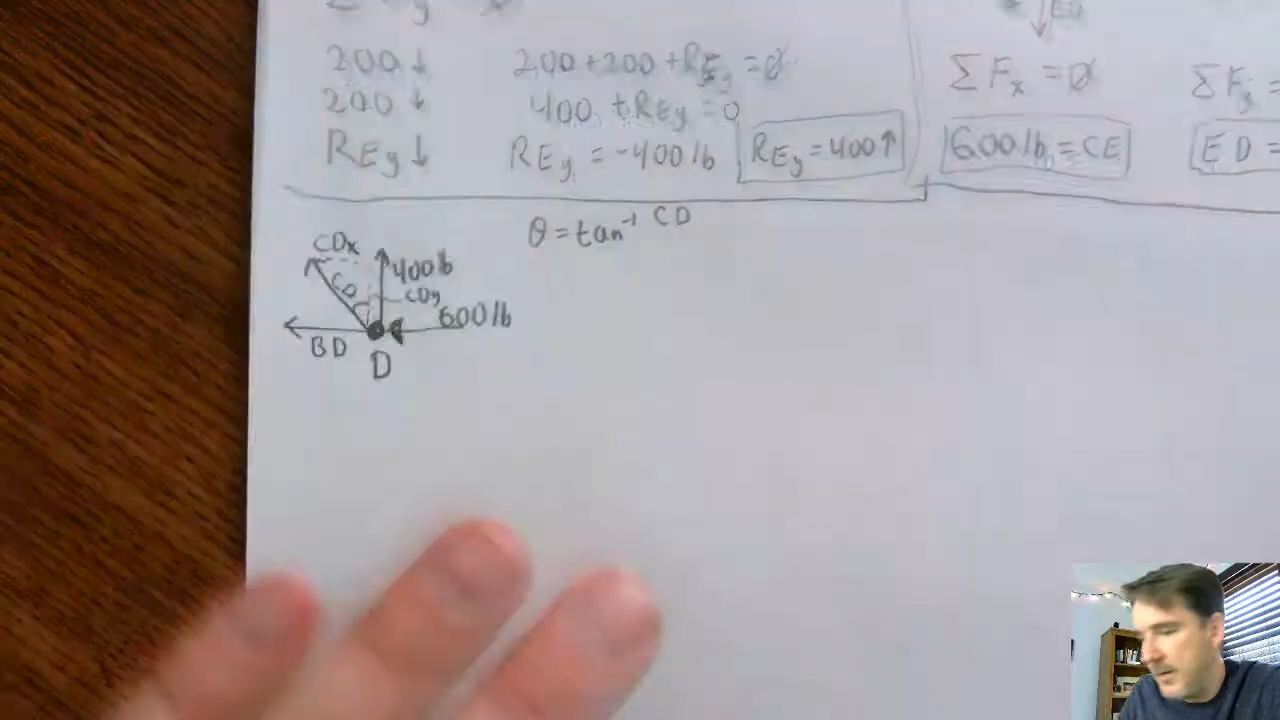 200↓ 200+200+REy=0
200↓ 400+REy=0
REy↓ REy=-400lb REy=400↑
ΣFx=0 ΣFy=
600lb=CE ED=
θ=tan⁻¹ CD
CDx
400lb
CD
CDy
600lb
BD
D